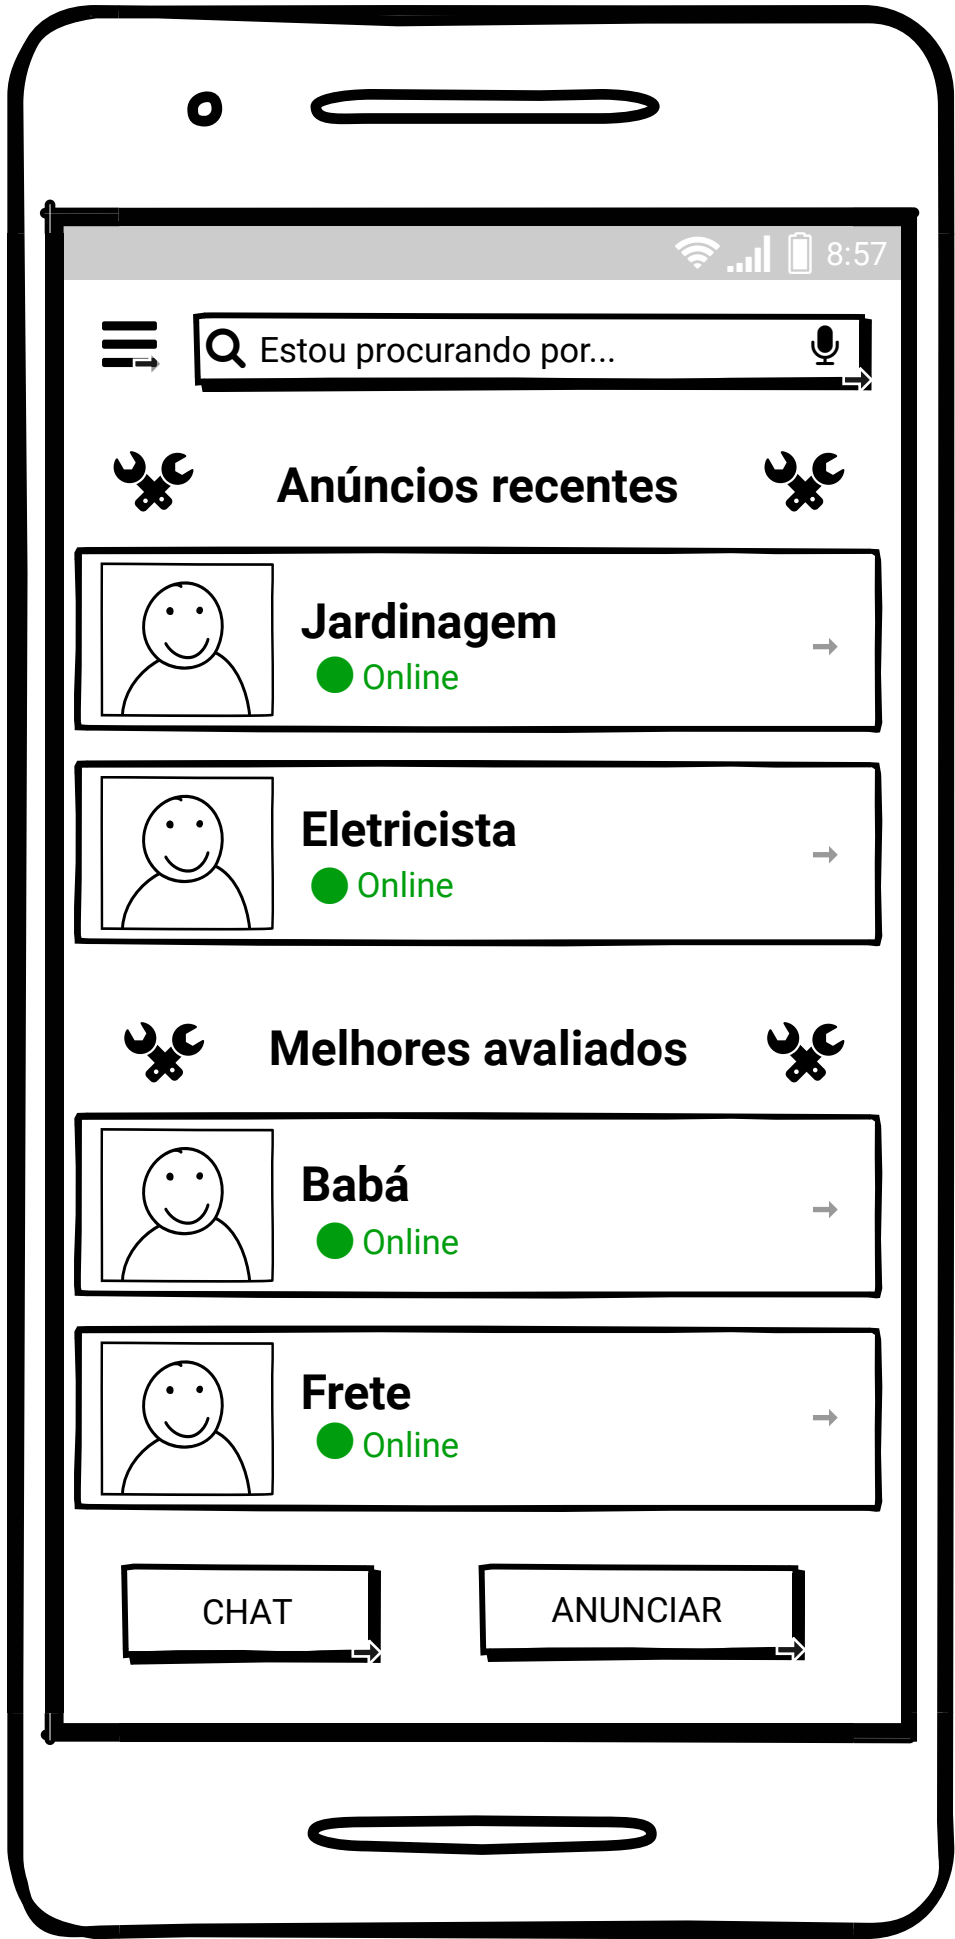 8:57
Estou procurando por...
Anúncios recentes
Jardinagem
Online
Eletricista
Online
Melhores avaliados
Babá
Online
Frete
Online
CHAT
ANUNCIAR